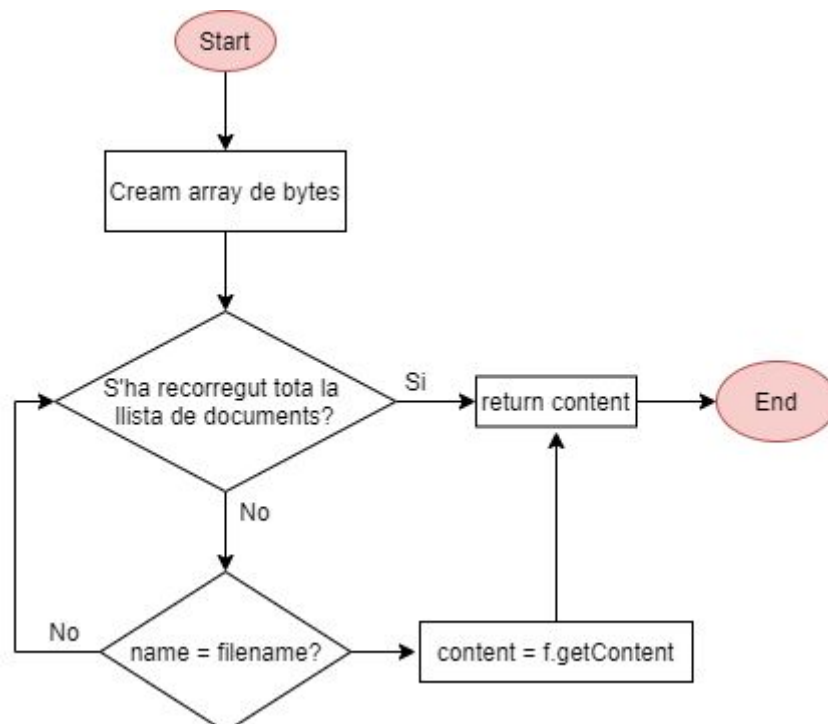 Start
Cream array de bytes
S'ha recorregut tota la
llista de documents?
Si
return content
End
No
No
name = filename?
content = f.getContent